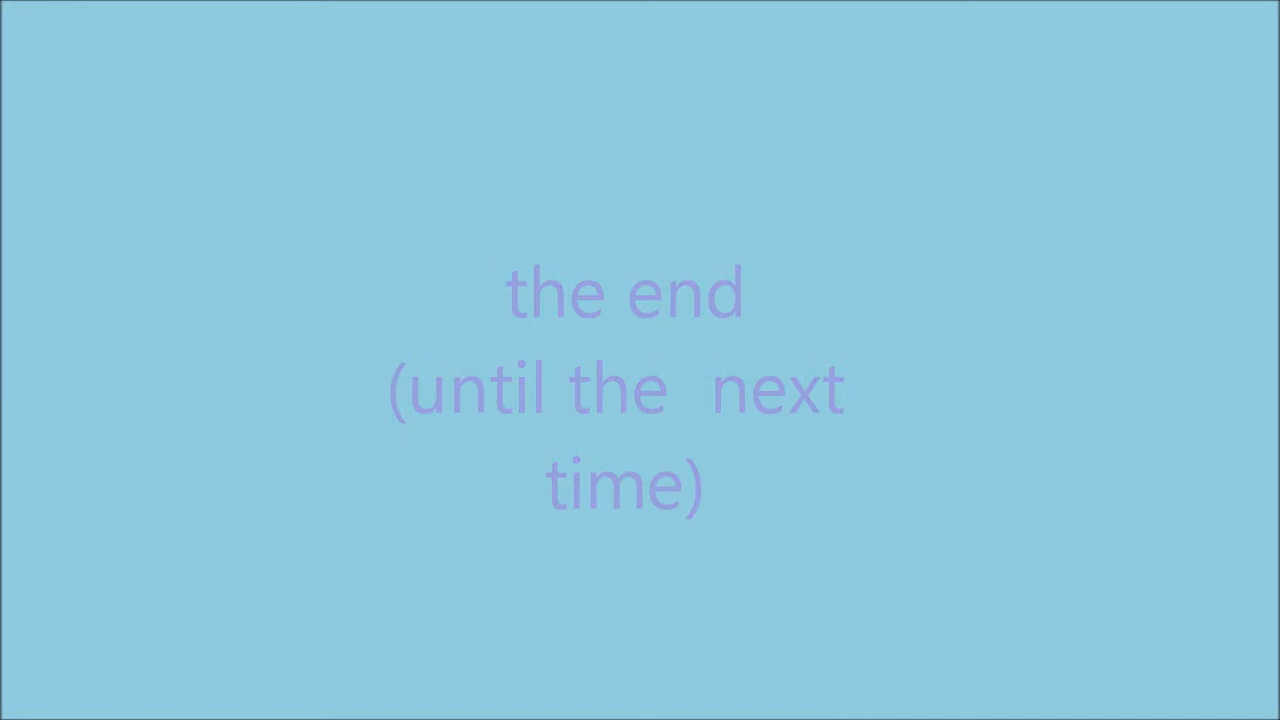 the end
(until the  next
time)